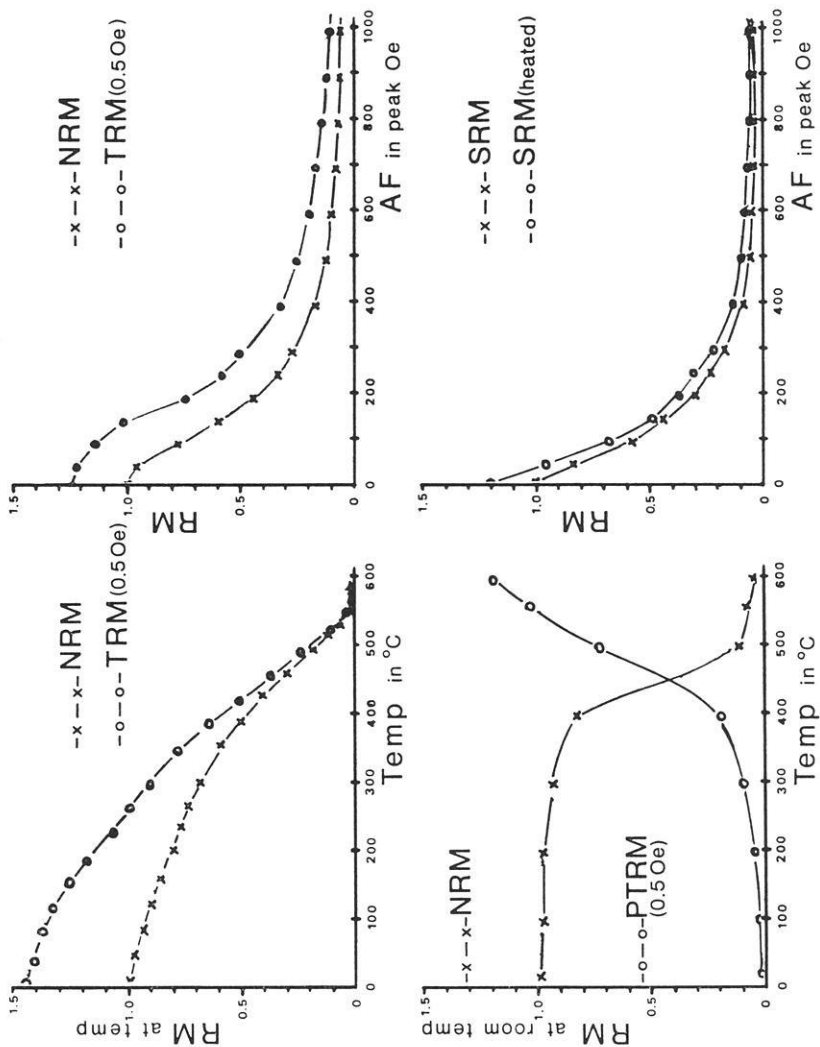 1.5
1.0
0.5
0
RM
at temp
-x—x-NRM
-o—o-TRM(0.5Oe)
0 100 200 300 400 500 600
Temp in °C
1.5
1.0
0.5
0
RM
-x—x-NRM
-o—o-TRM(0.5Oe)
0 200 400 600 800 1000
AF in peak Oe
1.5
1.0
0.5
0
RM
at room temp
-x—x-NRM
-o—o-PTRM
(0.5Oe)
0 100 200 300 400 500 600
Temp in °C
1.5
1.0
0.5
0
RM
-x—x-SRM
-o—o-SRM(heated)
0 200 400 600 800 1000
AF in peak Oe